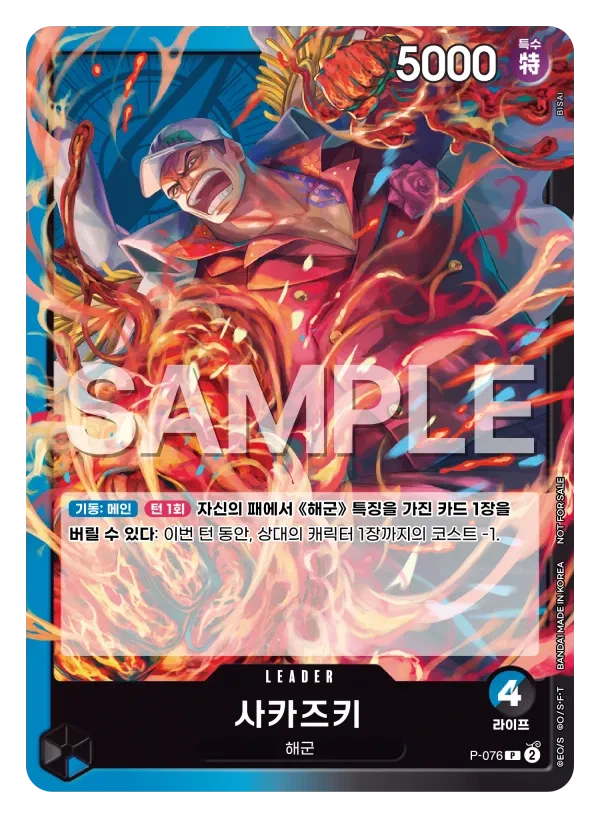 5000
특수
特
BISAI
SAMPLE
기동: 메인 턴 1회 자신의 패에서 《해군》 특징을 가진 카드 1장을
버릴 수 있다: 이번 턴 동안, 상대의 캐릭터 1장까지의 코스트 -1.
©EO/S ©O/S·F·T BANDAI MADE IN KOREA NOT FOR SALE
LEADER
사카즈키
해군
4
라이프
P-076 P 2